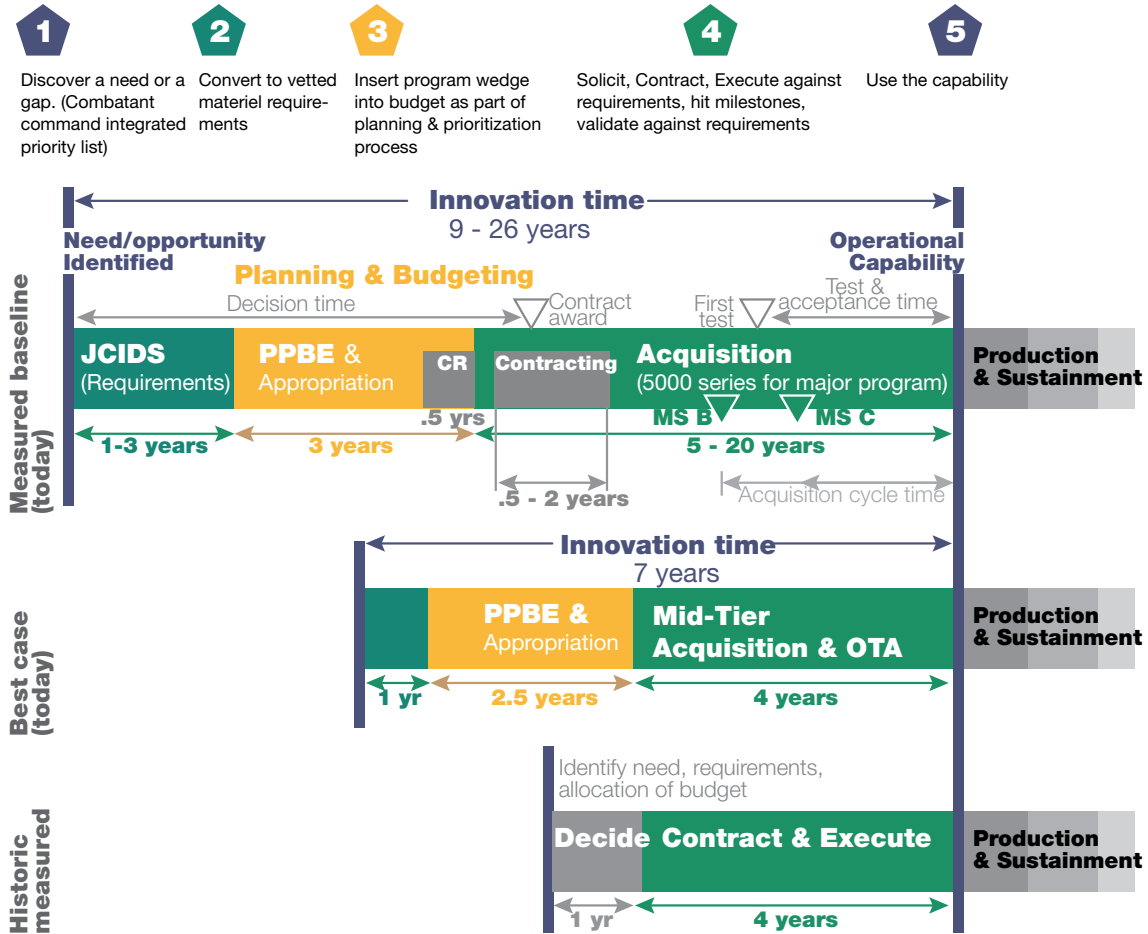 1
2
3
4
5
Discover a need or a
gap. (Combatant
command integrated
priority list)
Convert to vetted
materiel require-
ments
Insert program wedge
into budget as part of
planning & prioritization
process
Solicit, Contract, Execute against
requirements, hit milestones,
validate against requirements
Use the capability
Innovation time
9 - 26 years
Need/opportunity
Identified
Operational
Capability
Planning & Budgeting
Decision time
Contract
award
First
test
Test &
acceptance time
Measured baseline
(today)
JCIDS
(Requirements)
PPBE &
Appropriation
CR
Contracting
Acquisition
(5000 series for major program)
Production
& Sustainment
.5 yrs
MS B
MS C
1-3 years
3 years
5 - 20 years
.5 - 2 years
Acquisition cycle time
Innovation time
7 years
Best case
(today)
PPBE &
Appropriation
Mid-Tier
Acquisition & OTA
Production
& Sustainment
1 yr
2.5 years
4 years
Identify need, requirements,
allocation of budget
Historic
measured
Decide
Contract & Execute
Production
& Sustainment
1 yr
4 years